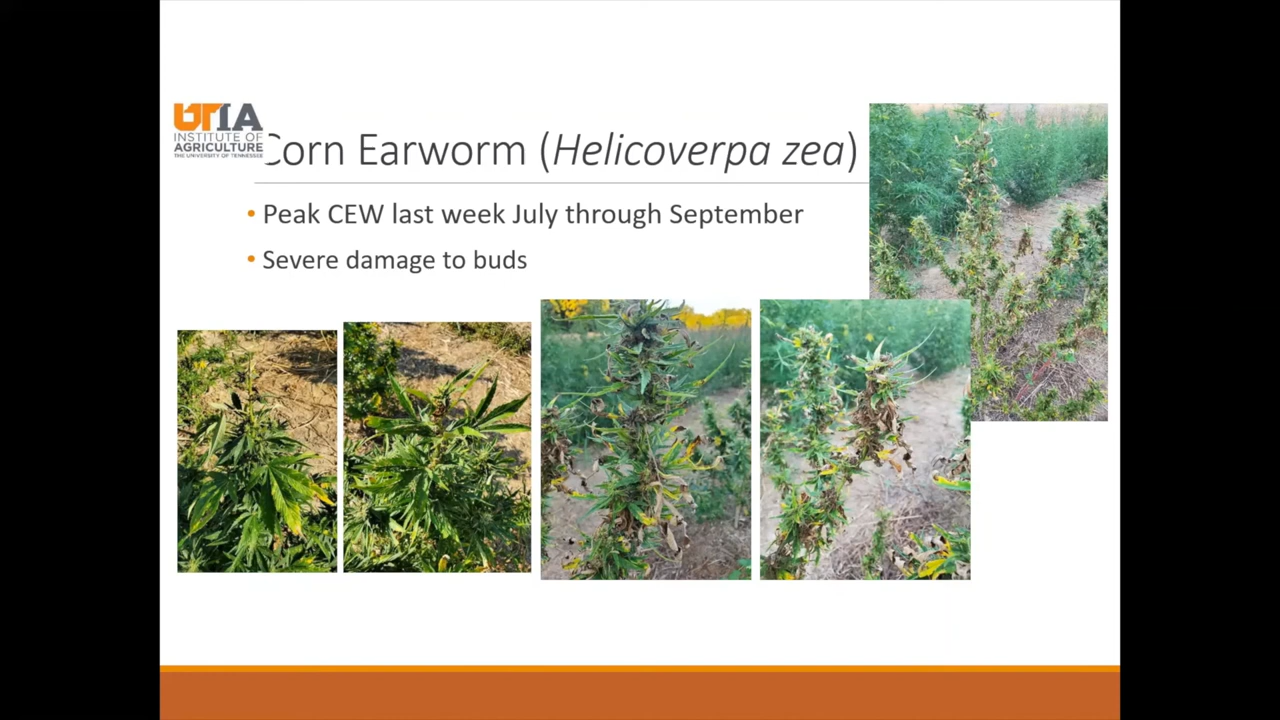 UTIA
INSTITUTE OF
AGRICULTURE
THE UNIVERSITY OF TENNESSEE
Corn Earworm (Helicoverpa zea)
• Peak CEW last week July through September
• Severe damage to buds